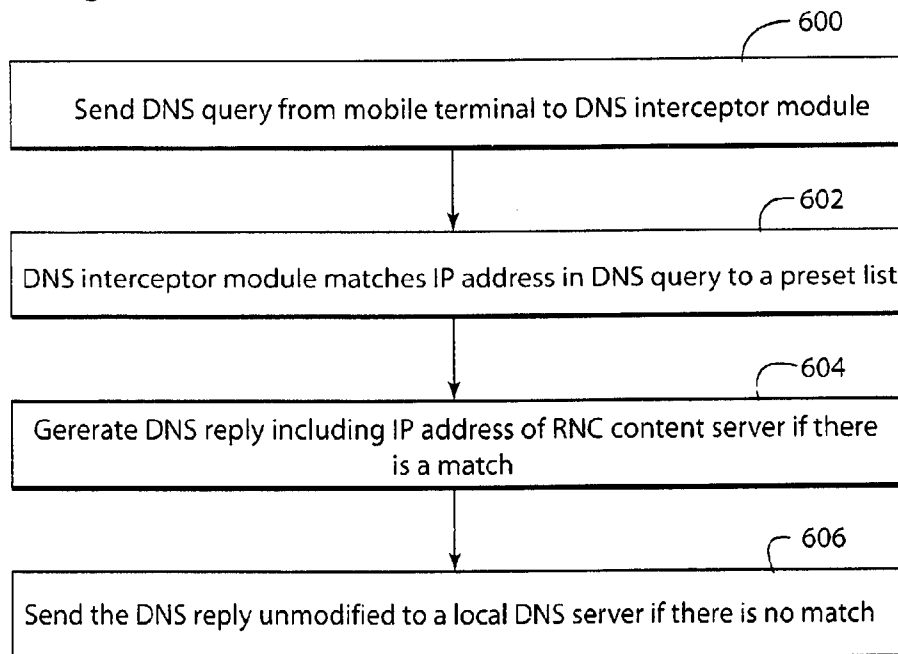 600
Send DNS query from mobile terminal to DNS interceptor module
602
DNS interceptor module matches IP address in DNS query to a preset list
604
Gererate DNS reply including IP address of RNC content server if there
is a match
606
Send the DNS reply unmodified to a local DNS server if there is no match